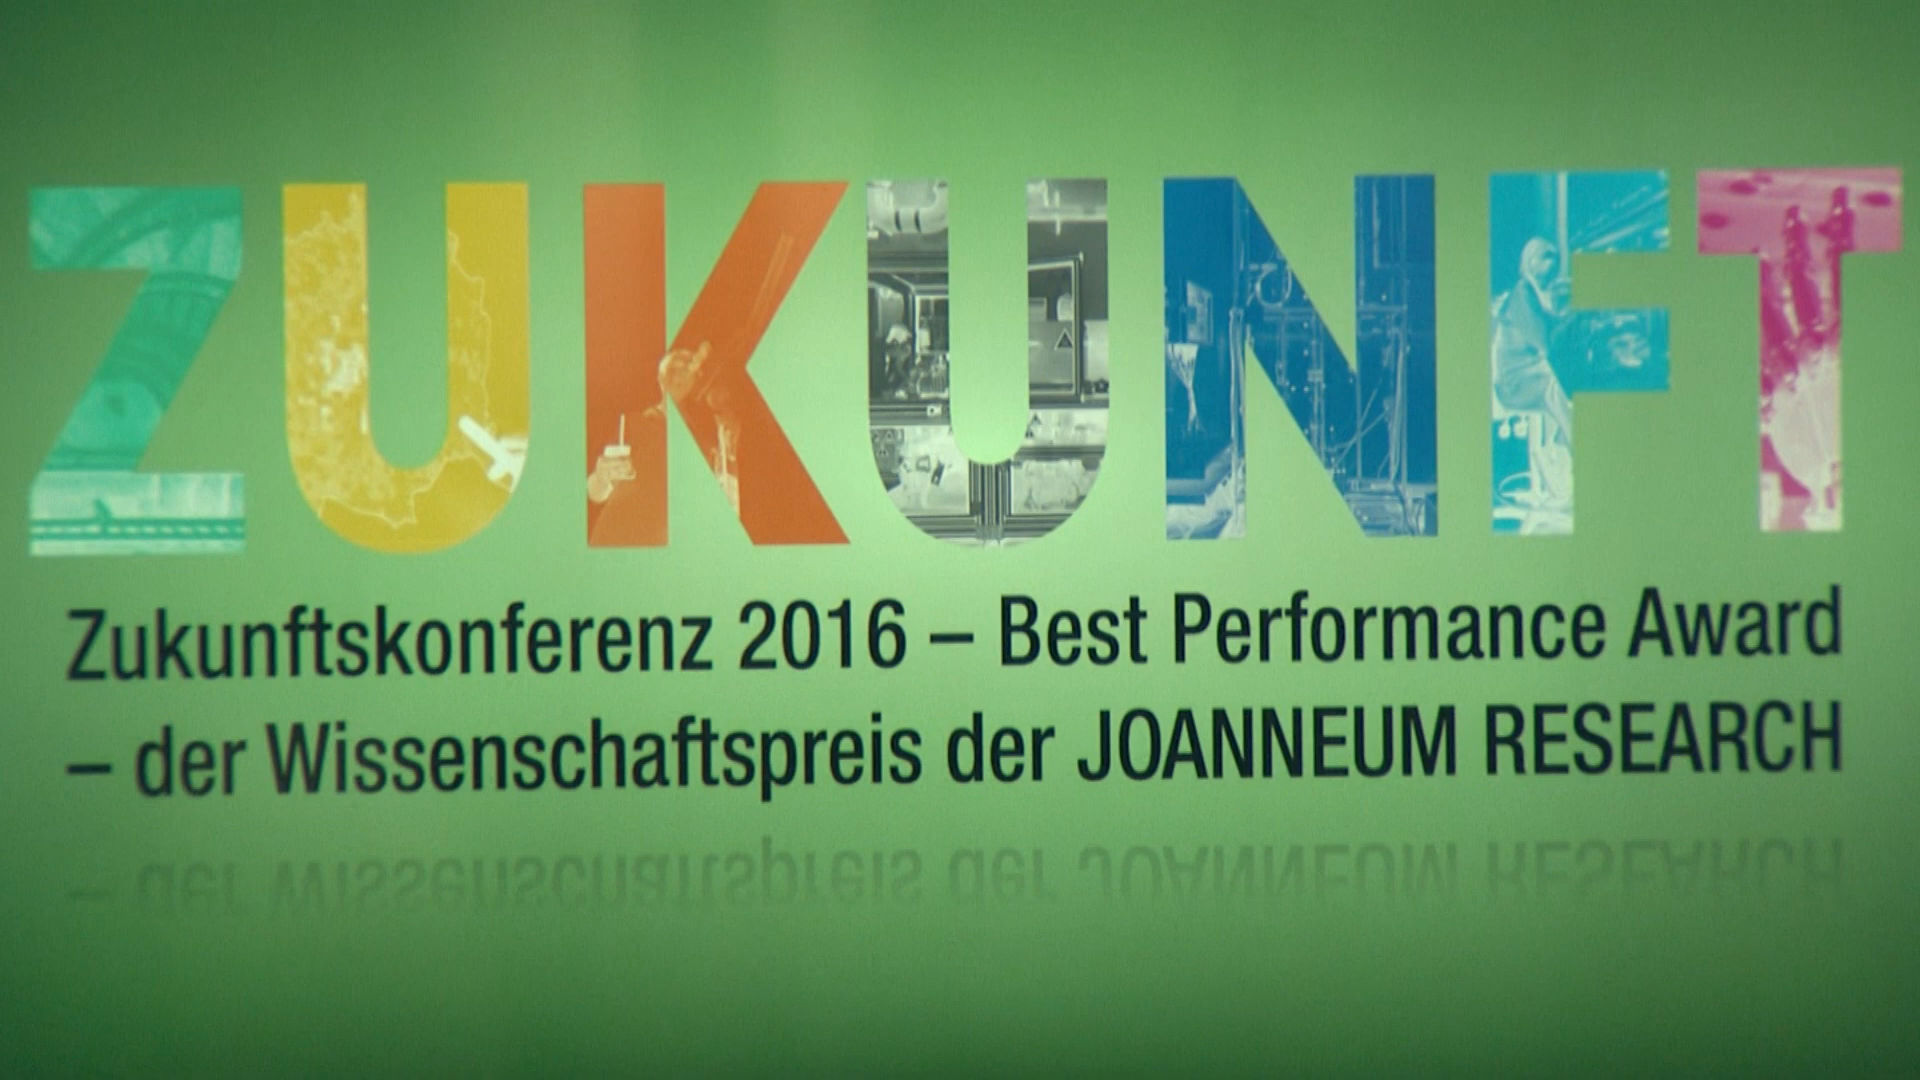 ZUKUNFT
Zukunftskonferenz 2016 – Best Performance Award
– der Wissenschaftspreis der JOANNEUM RESEARCH